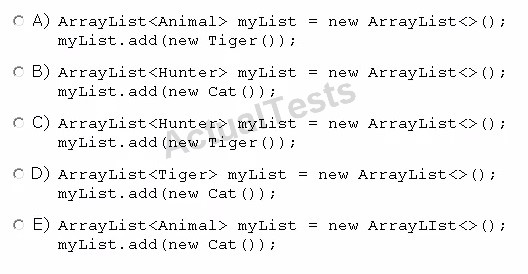 A) ArrayList<Animal> myList = new ArrayList<>();
myList.add(new Tiger());
B) ArrayList<Hunter> myList = new ArrayList<>();
myList.add(new Cat());
C) ArrayList<Hunter> myList = new ArrayList<>();
myList.add(new Tiger());
D) ArrayList<Tiger> myList = new ArrayList<>();
myList.add(new Cat());
E) ArrayList<Animal> myList = new ArrayLIst<>();
myList.add(new Cat());
ActualTests